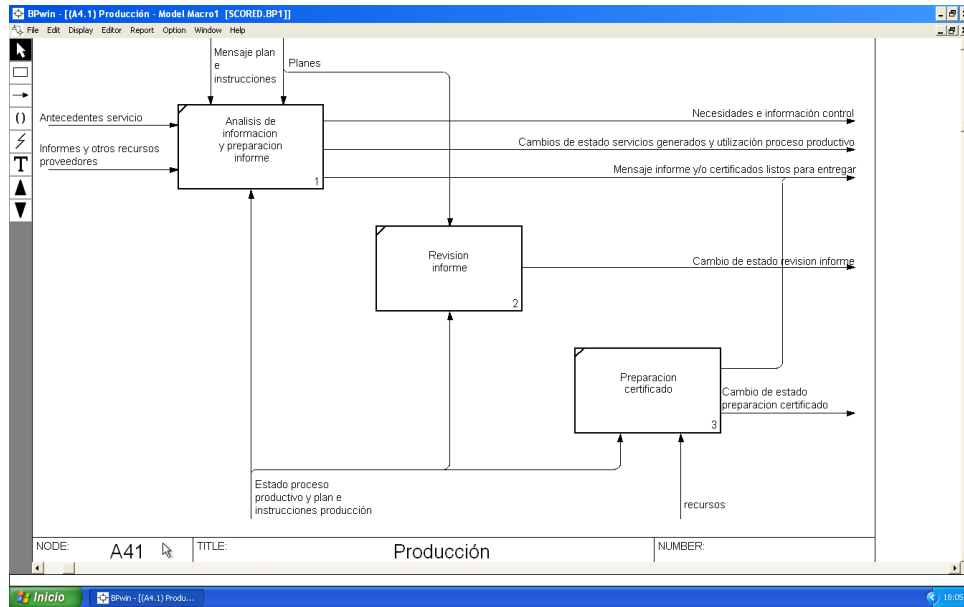 BPwin - [(A4.1) Producción - Model Macro1 [SCORED.BP1]]
File Edit Display Editor Report Option Window Help
Mensaje plan
e
instrucciones
Planes
Antecedentes servicio
Informes y otros recursos
proveedores
Analisis de
informacion
y preparacion
informe
1
Necesidades e información control
Cambios de estado servicios generados y utilización proceso productivo
Mensaje informe y/o certificados listos para entregar
Revision
informe
2
Cambio de estado revision informe
Preparacion
certificado
3
Cambio de estado
preparacion certificado
Estado proceso
productivo y plan e
instrucciones producción
recursos
NODE: A41
TITLE: Producción
NUMBER:
Inicio
BPwin - [(A4.1) Produ...
18:05
()
T